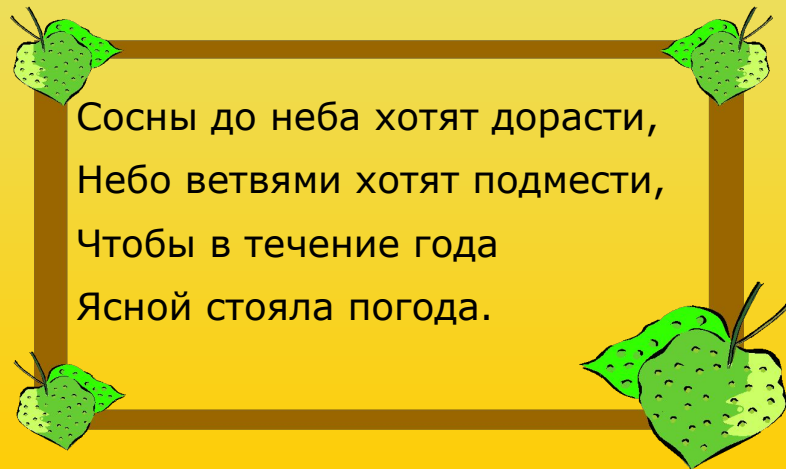 Сосны до неба хотят дорасти,
Небо ветвями хотят подмести,
Чтобы в течение года
Ясной стояла погода.